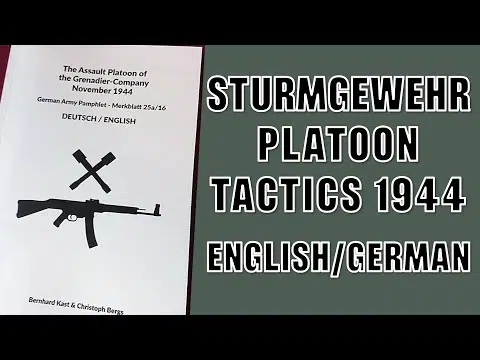 The Assault Platoon of
the Grenadier-Company
November 1944
German Army Pamphlet - Merkblatt 25a/16
DEUTSCH / ENGLISH
Bernhard Kast & Christoph Bergs
STURMGEWEHR
PLATOON
TACTICS 1944
ENGLISH/GERMAN